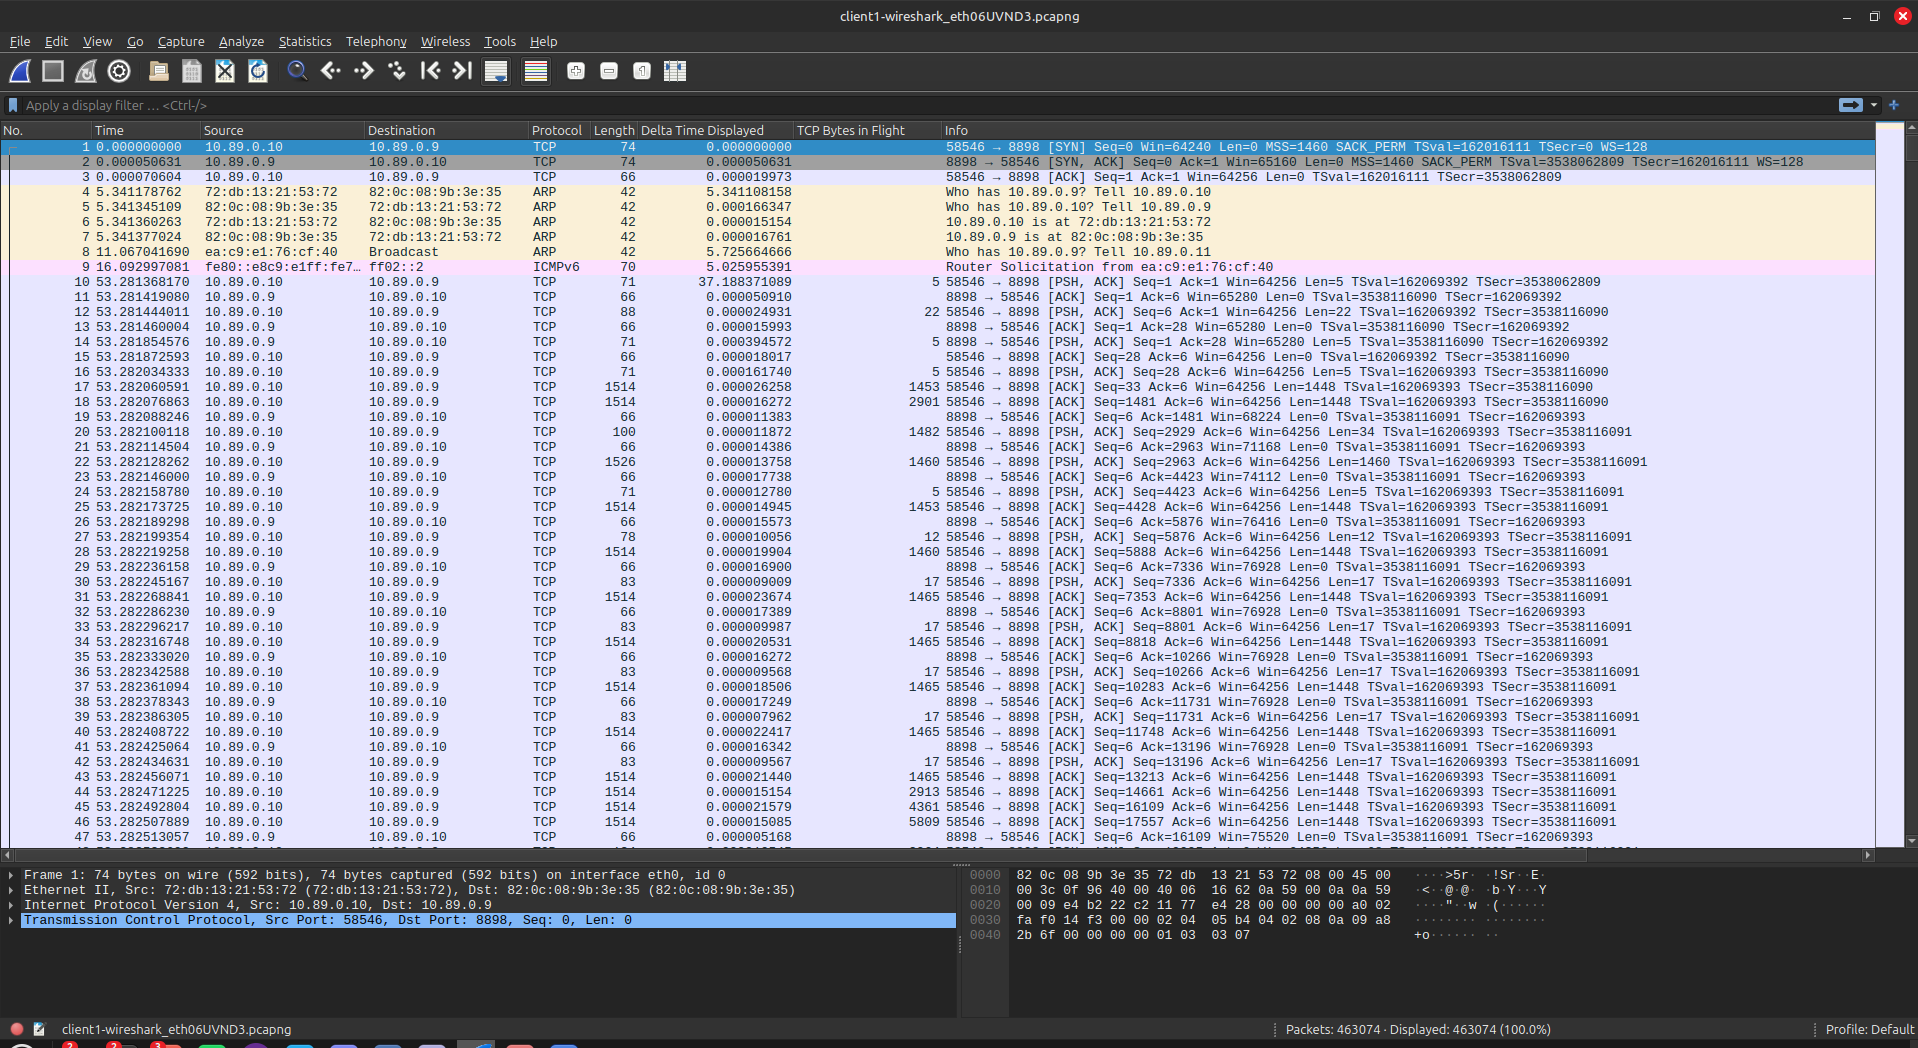 client1-wireshark_eth06UVND3.pcapng
File Edit View Go Capture Analyze Statistics Telephony Wireless Tools Help
Apply a display filter … <Ctrl-/>
No. Time Source Destination Protocol Length Delta Time Displayed TCP Bytes in Flight Info
1 0.000000000 10.89.0.10 10.89.0.9 TCP 74 0.000000000 58546 → 8898 [SYN] Seq=0 Win=64240 Len=0 MSS=1460 SACK_PERM TSval=162016111 TSecr=0 WS=128
2 0.000050631 10.89.0.9 10.89.0.10 TCP 74 0.000050631 8898 → 58546 [SYN, ACK] Seq=0 Ack=1 Win=65160 Len=0 MSS=1460 SACK_PERM TSval=3538062809 TSecr=162016111 WS=128
3 0.000070604 10.89.0.10 10.89.0.9 TCP 66 0.000019973 58546 → 8898 [ACK] Seq=1 Ack=1 Win=64256 Len=0 TSval=162016111 TSecr=3538062809
4 5.341178762 72:db:13:21:53:72 82:0c:08:9b:3e:35 ARP 42 5.341108158 Who has 10.89.0.9? Tell 10.89.0.10
5 5.341345109 82:0c:08:9b:3e:35 72:db:13:21:53:72 ARP 42 0.000166347 Who has 10.89.0.10? Tell 10.89.0.9
6 5.341360263 72:db:13:21:53:72 82:0c:08:9b:3e:35 ARP 42 0.000015154 10.89.0.10 is at 72:db:13:21:53:72
7 5.341377024 82:0c:08:9b:3e:35 72:db:13:21:53:72 ARP 42 0.000016761 10.89.0.9 is at 82:0c:08:9b:3e:35
8 11.067041690 ea:c9:e1:76:cf:40 Broadcast ARP 42 5.725664666 Who has 10.89.0.9? Tell 10.89.0.11
9 16.092997081 fe80::e8c9:e1ff:fe7… ff02::2 ICMPv6 70 5.025955391 Router Solicitation from ea:c9:e1:76:cf:40
10 53.281368170 10.89.0.10 10.89.0.9 TCP 71 37.188371089 5 58546 → 8898 [PSH, ACK] Seq=1 Ack=1 Win=64256 Len=5 TSval=162069392 TSecr=3538062809
11 53.281419080 10.89.0.9 10.89.0.10 TCP 66 0.000050910 8898 → 58546 [ACK] Seq=1 Ack=6 Win=65280 Len=0 TSval=3538116090 TSecr=162069392
12 53.281444011 10.89.0.10 10.89.0.9 TCP 88 0.000024931 22 58546 → 8898 [PSH, ACK] Seq=6 Ack=1 Win=64256 Len=22 TSval=162069392 TSecr=3538116090
13 53.281460004 10.89.0.9 10.89.0.10 TCP 66 0.000015993 8898 → 58546 [ACK] Seq=1 Ack=28 Win=65280 Len=0 TSval=3538116090 TSecr=162069392
14 53.281854576 10.89.0.9 10.89.0.10 TCP 71 0.000394572 5 8898 → 58546 [PSH, ACK] Seq=1 Ack=28 Win=65280 Len=5 TSval=3538116090 TSecr=162069392
15 53.281872593 10.89.0.10 10.89.0.9 TCP 66 0.000018017 58546 → 8898 [ACK] Seq=28 Ack=6 Win=64256 Len=0 TSval=162069392 TSecr=3538116090
16 53.282034333 10.89.0.10 10.89.0.9 TCP 71 0.000161740 5 58546 → 8898 [PSH, ACK] Seq=28 Ack=6 Win=64256 Len=5 TSval=162069393 TSecr=3538116090
17 53.282060591 10.89.0.10 10.89.0.9 TCP 1514 0.000026258 1453 58546 → 8898 [ACK] Seq=33 Ack=6 Win=64256 Len=1448 TSval=162069393 TSecr=3538116090
18 53.282076863 10.89.0.10 10.89.0.9 TCP 1514 0.000016272 2901 58546 → 8898 [ACK] Seq=1481 Ack=6 Win=64256 Len=1448 TSval=162069393 TSecr=3538116090
19 53.282088246 10.89.0.9 10.89.0.10 TCP 66 0.000011383 8898 → 58546 [ACK] Seq=6 Ack=1481 Win=68224 Len=0 TSval=3538116091 TSecr=162069393
20 53.282100118 10.89.0.10 10.89.0.9 TCP 100 0.000011872 1482 58546 → 8898 [PSH, ACK] Seq=2929 Ack=6 Win=64256 Len=34 TSval=162069393 TSecr=3538116091
21 53.282114504 10.89.0.9 10.89.0.10 TCP 66 0.000014386 8898 → 58546 [ACK] Seq=6 Ack=2963 Win=71168 Len=0 TSval=3538116091 TSecr=162069393
22 53.282128262 10.89.0.10 10.89.0.9 TCP 1526 0.000013758 1460 58546 → 8898 [PSH, ACK] Seq=2963 Ack=6 Win=64256 Len=1460 TSval=162069393 TSecr=3538116091
23 53.282146000 10.89.0.9 10.89.0.10 TCP 66 0.000017738 8898 → 58546 [ACK] Seq=6 Ack=4423 Win=74112 Len=0 TSval=3538116091 TSecr=162069393
24 53.282158780 10.89.0.10 10.89.0.9 TCP 71 0.000012780 5 58546 → 8898 [PSH, ACK] Seq=4423 Ack=6 Win=64256 Len=5 TSval=162069393 TSecr=3538116091
25 53.282173725 10.89.0.10 10.89.0.9 TCP 1514 0.000014945 1453 58546 → 8898 [ACK] Seq=4428 Ack=6 Win=64256 Len=1448 TSval=162069393 TSecr=3538116091
26 53.282189298 10.89.0.9 10.89.0.10 TCP 66 0.000015573 8898 → 58546 [ACK] Seq=6 Ack=5876 Win=76416 Len=0 TSval=3538116091 TSecr=162069393
27 53.282199354 10.89.0.10 10.89.0.9 TCP 78 0.000010056 12 58546 → 8898 [PSH, ACK] Seq=5876 Ack=6 Win=64256 Len=12 TSval=162069393 TSecr=3538116091
28 53.282219258 10.89.0.10 10.89.0.9 TCP 1514 0.000019904 1460 58546 → 8898 [ACK] Seq=5888 Ack=6 Win=64256 Len=1448 TSval=162069393 TSecr=3538116091
29 53.282236158 10.89.0.9 10.89.0.10 TCP 66 0.000016900 8898 → 58546 [ACK] Seq=6 Ack=7336 Win=76928 Len=0 TSval=3538116091 TSecr=162069393
30 53.282245167 10.89.0.10 10.89.0.9 TCP 83 0.000009009 17 58546 → 8898 [PSH, ACK] Seq=7336 Ack=6 Win=64256 Len=17 TSval=162069393 TSecr=3538116091
31 53.282268841 10.89.0.10 10.89.0.9 TCP 1514 0.000023674 1465 58546 → 8898 [ACK] Seq=7353 Ack=6 Win=64256 Len=1448 TSval=162069393 TSecr=3538116091
32 53.282286230 10.89.0.9 10.89.0.10 TCP 66 0.000017389 8898 → 58546 [ACK] Seq=6 Ack=8801 Win=76928 Len=0 TSval=3538116091 TSecr=162069393
33 53.282296217 10.89.0.10 10.89.0.9 TCP 83 0.000009987 17 58546 → 8898 [PSH, ACK] Seq=8801 Ack=6 Win=64256 Len=17 TSval=162069393 TSecr=3538116091
34 53.282316748 10.89.0.10 10.89.0.9 TCP 1514 0.000020531 1465 58546 → 8898 [ACK] Seq=8818 Ack=6 Win=64256 Len=1448 TSval=162069393 TSecr=3538116091
35 53.282333020 10.89.0.9 10.89.0.10 TCP 66 0.000016272 8898 → 58546 [ACK] Seq=6 Ack=10266 Win=76928 Len=0 TSval=3538116091 TSecr=162069393
36 53.282342588 10.89.0.10 10.89.0.9 TCP 83 0.000009568 17 58546 → 8898 [PSH, ACK] Seq=10266 Ack=6 Win=64256 Len=17 TSval=162069393 TSecr=3538116091
37 53.282361094 10.89.0.10 10.89.0.9 TCP 1514 0.000018506 1465 58546 → 8898 [ACK] Seq=10283 Ack=6 Win=64256 Len=1448 TSval=162069393 TSecr=3538116091
38 53.282378343 10.89.0.9 10.89.0.10 TCP 66 0.000017249 8898 → 58546 [ACK] Seq=6 Ack=11731 Win=76928 Len=0 TSval=3538116091 TSecr=162069393
39 53.282386305 10.89.0.10 10.89.0.9 TCP 83 0.000007962 17 58546 → 8898 [PSH, ACK] Seq=11731 Ack=6 Win=64256 Len=17 TSval=162069393 TSecr=3538116091
40 53.282408722 10.89.0.10 10.89.0.9 TCP 1514 0.000022417 1465 58546 → 8898 [ACK] Seq=11748 Ack=6 Win=64256 Len=1448 TSval=162069393 TSecr=3538116091
41 53.282425064 10.89.0.9 10.89.0.10 TCP 66 0.000016342 8898 → 58546 [ACK] Seq=6 Ack=13196 Win=76928 Len=0 TSval=3538116091 TSecr=162069393
42 53.282434631 10.89.0.10 10.89.0.9 TCP 83 0.000009567 17 58546 → 8898 [PSH, ACK] Seq=13196 Ack=6 Win=64256 Len=17 TSval=162069393 TSecr=3538116091
43 53.282456071 10.89.0.10 10.89.0.9 TCP 1514 0.000021440 1465 58546 → 8898 [ACK] Seq=13213 Ack=6 Win=64256 Len=1448 TSval=162069393 TSecr=3538116091
44 53.282471225 10.89.0.10 10.89.0.9 TCP 1514 0.000015154 2913 58546 → 8898 [ACK] Seq=14661 Ack=6 Win=64256 Len=1448 TSval=162069393 TSecr=3538116091
45 53.282492804 10.89.0.10 10.89.0.9 TCP 1514 0.000021579 4361 58546 → 8898 [ACK] Seq=16109 Ack=6 Win=64256 Len=1448 TSval=162069393 TSecr=3538116091
46 53.282507889 10.89.0.10 10.89.0.9 TCP 1514 0.000015085 5809 58546 → 8898 [ACK] Seq=17557 Ack=6 Win=64256 Len=1448 TSval=162069393 TSecr=3538116091
47 53.282513057 10.89.0.9 10.89.0.10 TCP 66 0.000005168 8898 → 58546 [ACK] Seq=6 Ack=16109 Win=75520 Len=0 TSval=3538116091 TSecr=162069393
Frame 1: 74 bytes on wire (592 bits), 74 bytes captured (592 bits) on interface eth0, id 0
Ethernet II, Src: 72:db:13:21:53:72 (72:db:13:21:53:72), Dst: 82:0c:08:9b:3e:35 (82:0c:08:9b:3e:35)
Internet Protocol Version 4, Src: 10.89.0.10, Dst: 10.89.0.9
Transmission Control Protocol, Src Port: 58546, Dst Port: 8898, Seq: 0, Len: 0
0000 82 0c 08 9b 3e 35 72 db 13 21 53 72 08 00 45 00 ····>5r· ·!Sr··E·
0010 00 3c 0f 96 40 00 40 06 16 62 0a 59 00 0a 0a 59 ·<··@·@· ·b·Y···Y
0020 00 09 e4 b2 22 c2 11 77 e4 28 00 00 00 00 a0 02 ····"··w ·(······
0030 fa f0 14 f3 00 00 02 04 05 b4 04 02 08 0a 09 a8 ········ ········
0040 2b 6f 00 00 00 00 01 03 03 07 +o······ ··
client1-wireshark_eth06UVND3.pcapng
Packets: 463074 · Displayed: 463074 (100.0%)
Profile: Default
2 2 3